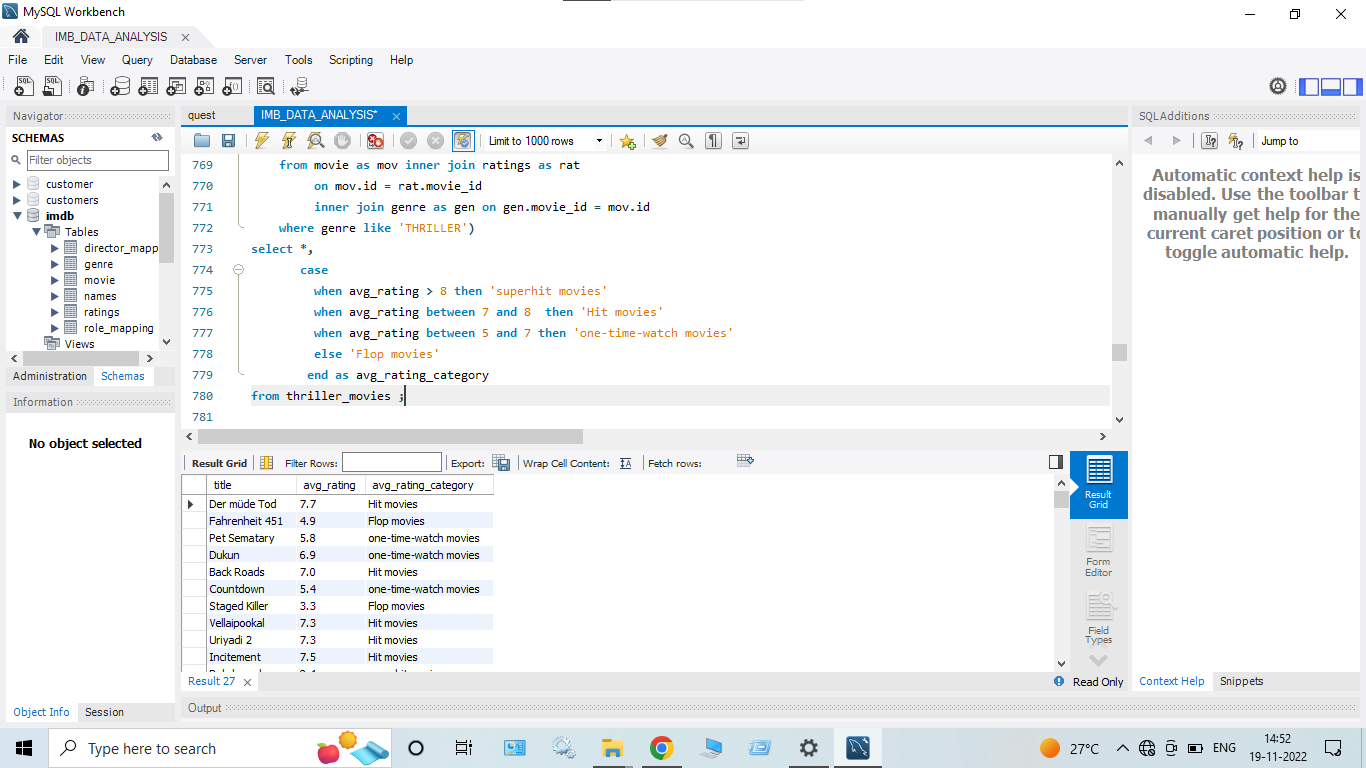 MySQL Workbench
IMB_DATA_ANALYSIS
File Edit View Query Database Server Tools Scripting Help
Navigator
SCHEMAS
Filter objects
customer
customers
imdb
Tables
director_mapp
genre
movie
names
ratings
role_mapping
Views
Administration Schemas
Information
No object selected
Object Info Session
quest IMB_DATA_ANALYSIS*
Limit to 1000 rows
769 from movie as mov inner join ratings as rat
770 on mov.id = rat.movie_id
771 inner join genre as gen on gen.movie_id = mov.id
772 where genre like 'THRILLER')
773 select *,
774 case
775 when avg_rating > 8 then 'superhit movies'
776 when avg_rating between 7 and 8  then 'Hit movies'
777 when avg_rating between 5 and 7 then 'one-time-watch movies'
778 else 'Flop movies'
779 end as avg_rating_category
780 from thriller_movies ;
781
Result Grid Filter Rows: Export: Wrap Cell Content: Fetch rows:
title avg_rating avg_rating_category
Der müde Tod 7.7 Hit movies
Fahrenheit 451 4.9 Flop movies
Pet Sematary 5.8 one-time-watch movies
Dukun 6.9 one-time-watch movies
Back Roads 7.0 Hit movies
Countdown 5.4 one-time-watch movies
Staged Killer 3.3 Flop movies
Vellaipookal 7.3 Hit movies
Uriyadi 2 7.3 Hit movies
Incitement 7.5 Hit movies
Result
Grid
Form
Editor
Field
Types
Result 27
Read Only
Output
SQLAdditions
Jump to
Automatic context help is
disabled. Use the toolbar t
manually get help for the
current caret position or to
toggle automatic help.
Context Help Snippets
Type here to search
27°C
ENG
14:52
19-11-2022